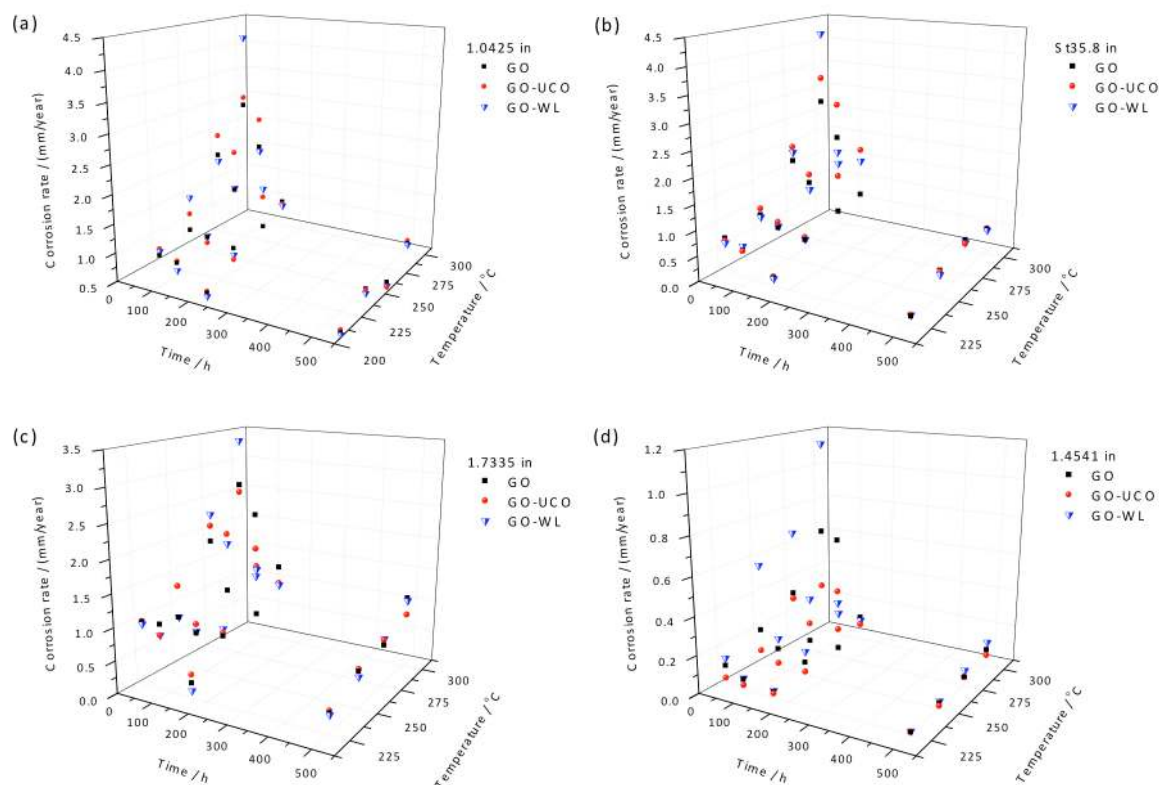 (a)
1.0425 in
GO
GO-UCO
GO-WL
Corrosion rate / (mm/year)
4.5
4.0
3.5
3.0
2.5
2.0
1.5
1.0
0.5
0
100
200
300
400
500
Time / h
200
225
250
275
300
Temperature / °C
(b)
St35.8 in
GO
GO-UCO
GO-WL
Corrosion rate / (mm/year)
4.5
4.0
3.5
3.0
2.5
2.0
1.5
1.0
0.5
0.0
0
100
200
300
400
500
Time / h
225
250
275
300
Temperature / °C
(c)
1.7335 in
GO
GO-UCO
GO-WL
Corrosion rate / (mm/year)
3.5
3.0
2.5
2.0
1.5
1.0
0.5
0.0
0
100
200
300
400
500
Time / h
225
250
275
300
Temperature / °C
(d)
1.4541 in
GO
GO-UCO
GO-WL
Corrosion rate / (mm/year)
1.2
1.0
0.8
0.6
0.4
0.2
0.0
0
100
200
300
400
500
Time / h
225
250
275
300
Temperature / °C